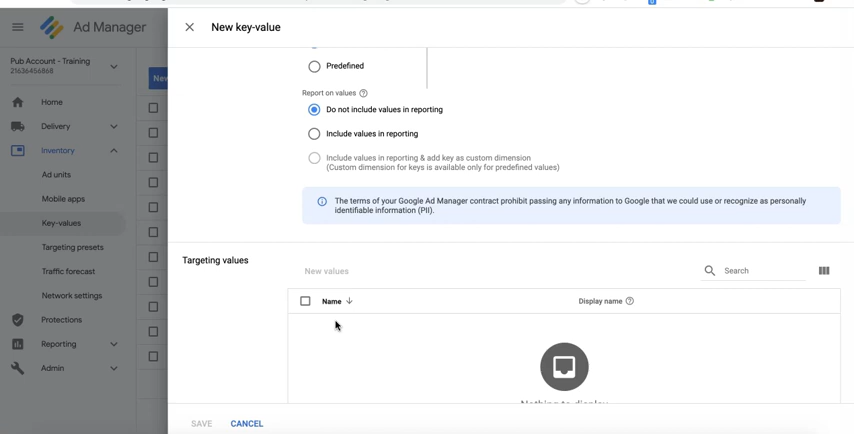 Ad Manager
New key-value
Pub Account - Training
21636456868
New
Home
Delivery
Inventory
Ad units
Mobile apps
Key-values
Targeting presets
Traffic forecast
Network settings
Protections
Reporting
Admin
Predefined
Report on values
Do not include values in reporting
Include values in reporting
Include values in reporting & add key as custom dimension
(Custom dimension for keys is available only for predefined values)
The terms of your Google Ad Manager contract prohibit passing any information to Google that we could use or recognize as personally
identifiable information (PII).
Targeting values
New values
Search
Name
Display name
Nothing to display
SAVE
CANCEL